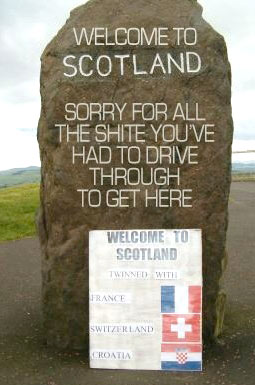 WELCOME TO
SCOTLAND
SORRY FOR ALL
THE SHITE YOU'VE
HAD TO DRIVE
THROUGH
TO GET HERE
WELCOME TO
SCOTLAND
TWINNED WITH
FRANCE
SWITZERLAND
CROATIA